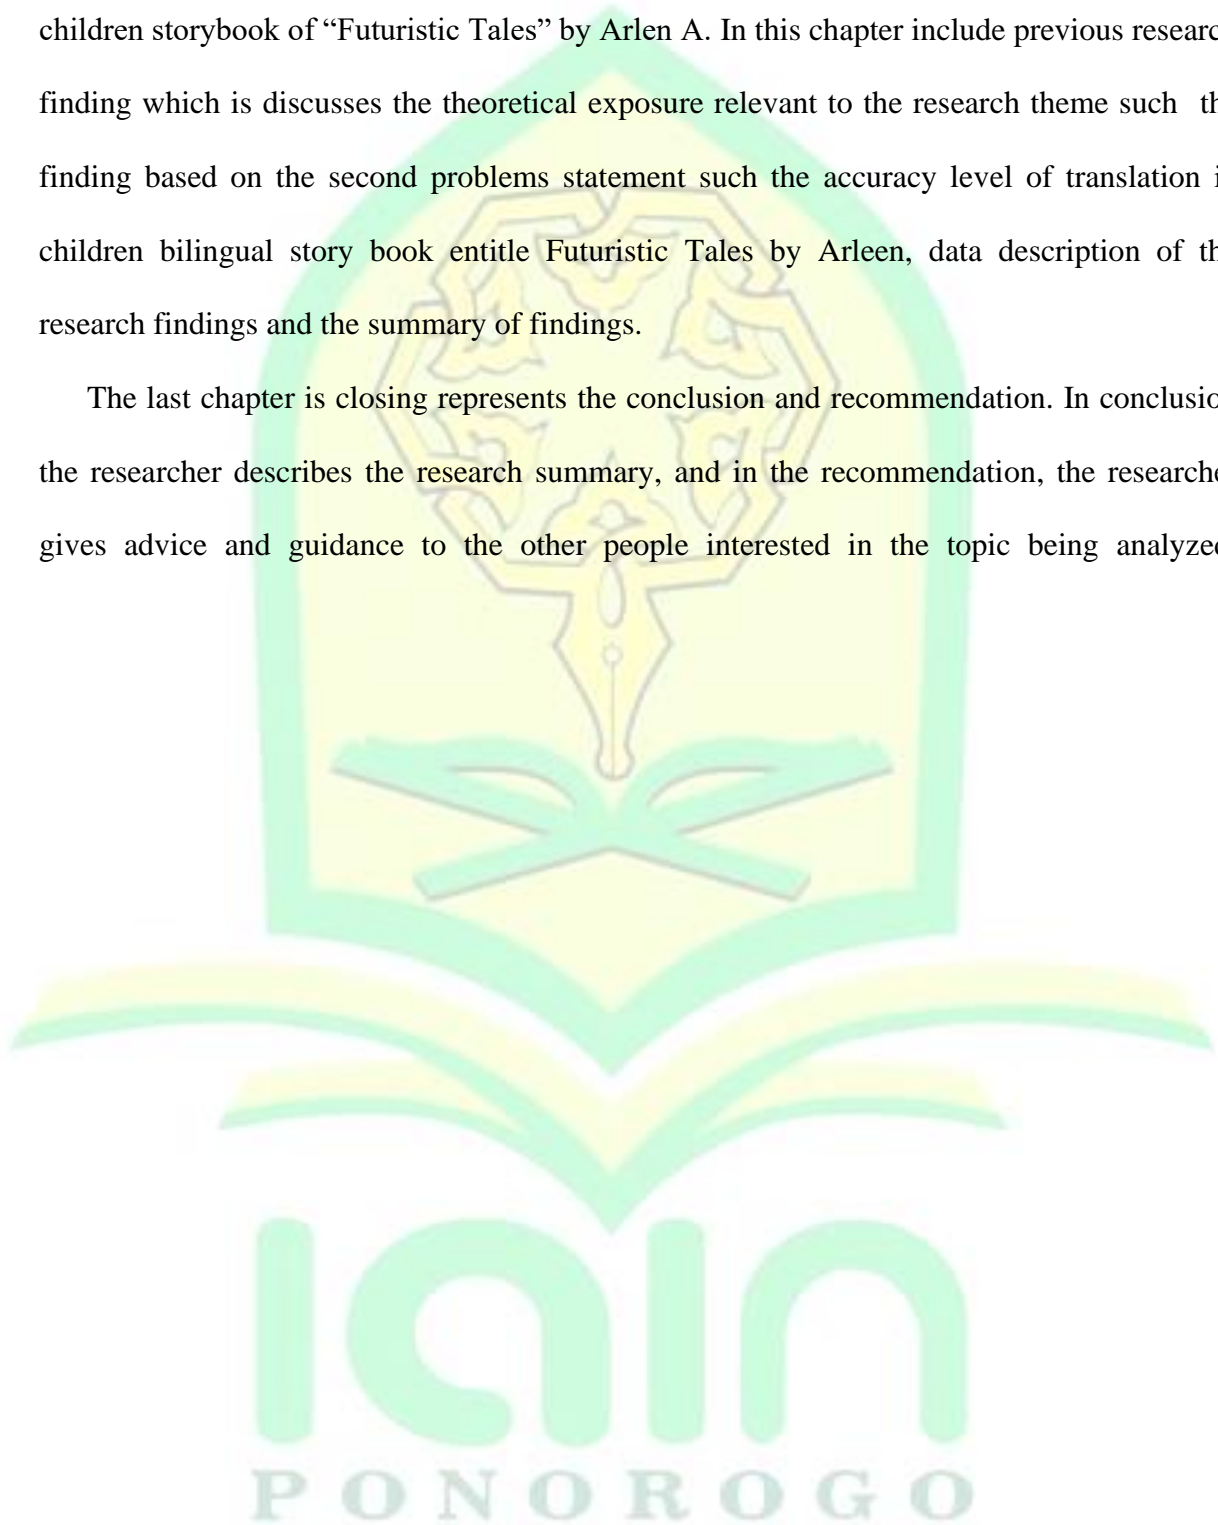 children storybook of “Futuristic Tales” by Arlen A. In this chapter include previous researc
finding which is discusses the theoretical exposure relevant to the research theme such th
finding based on the second problems statement such the accuracy level of translation i
children bilingual story book entitle Futuristic Tales by Arleen, data description of th
research findings and the summary of findings.
The last chapter is closing represents the conclusion and recommendation. In conclusio
the researcher describes the research summary, and in the recommendation, the researche
gives advice and guidance to the other people interested in the topic being analyzed
iain
PONOROGO